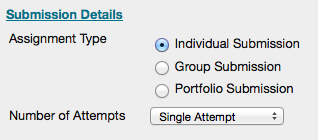 Submission Details
Assignment Type
Individual Submission
Group Submission
Portfolio Submission
Number of Attempts
Single Attempt